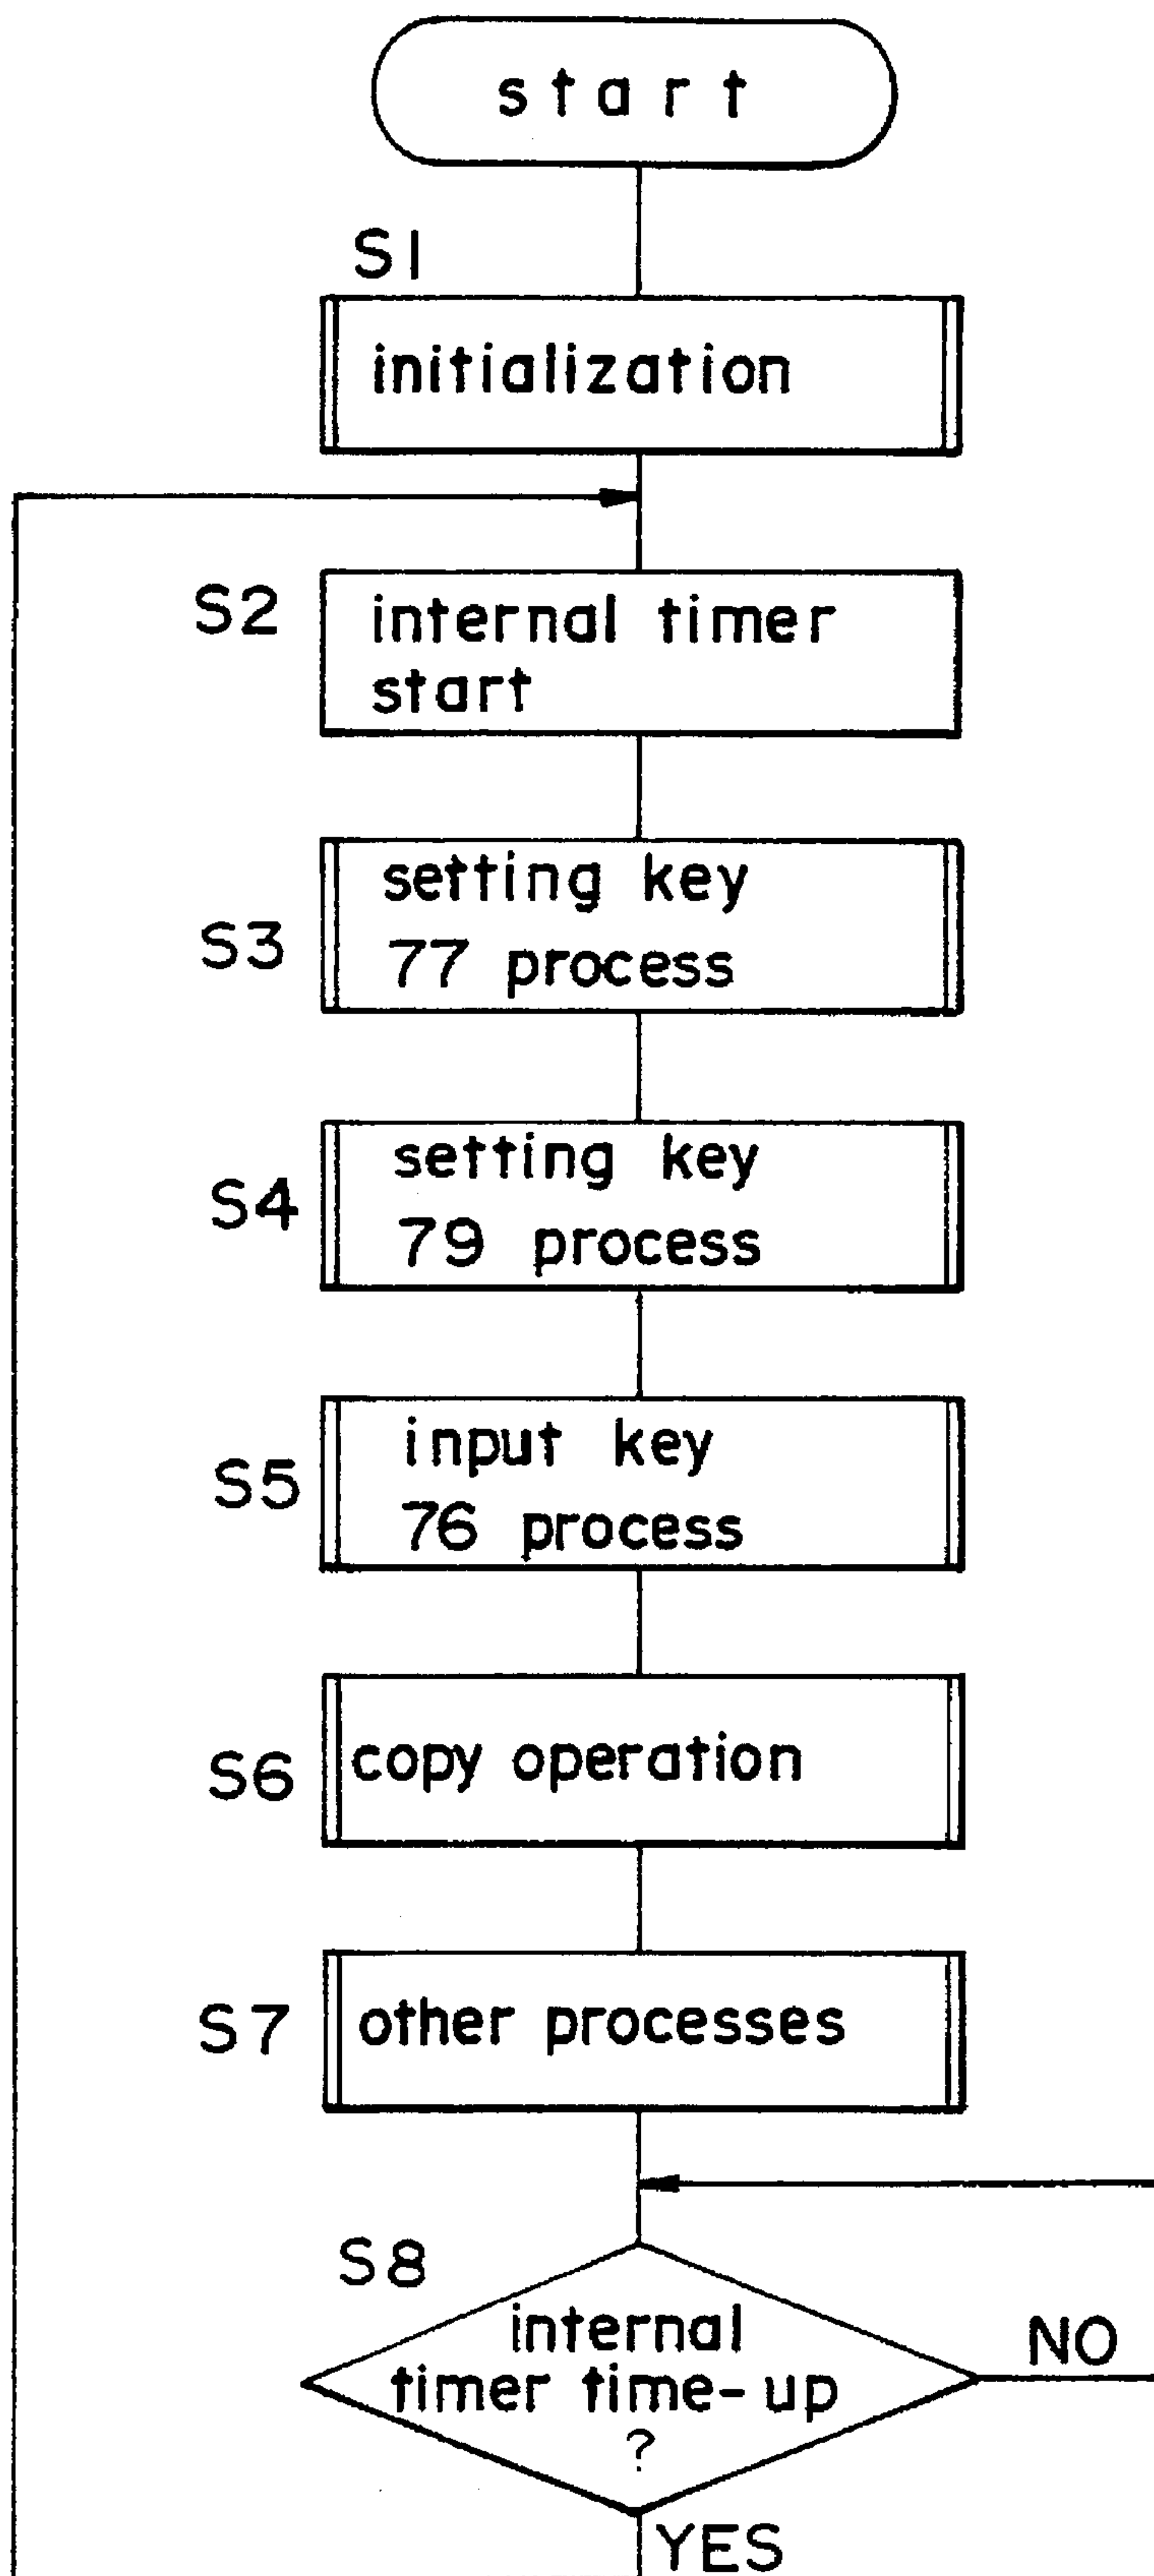 start
S1
initialization
S2
internal timer
start
S3
setting key
77 process
S4
setting key
79 process
S5
input key
76 process
S6
copy operation
S7
other processes
S8
internal
timer time-up
?
NO
YES